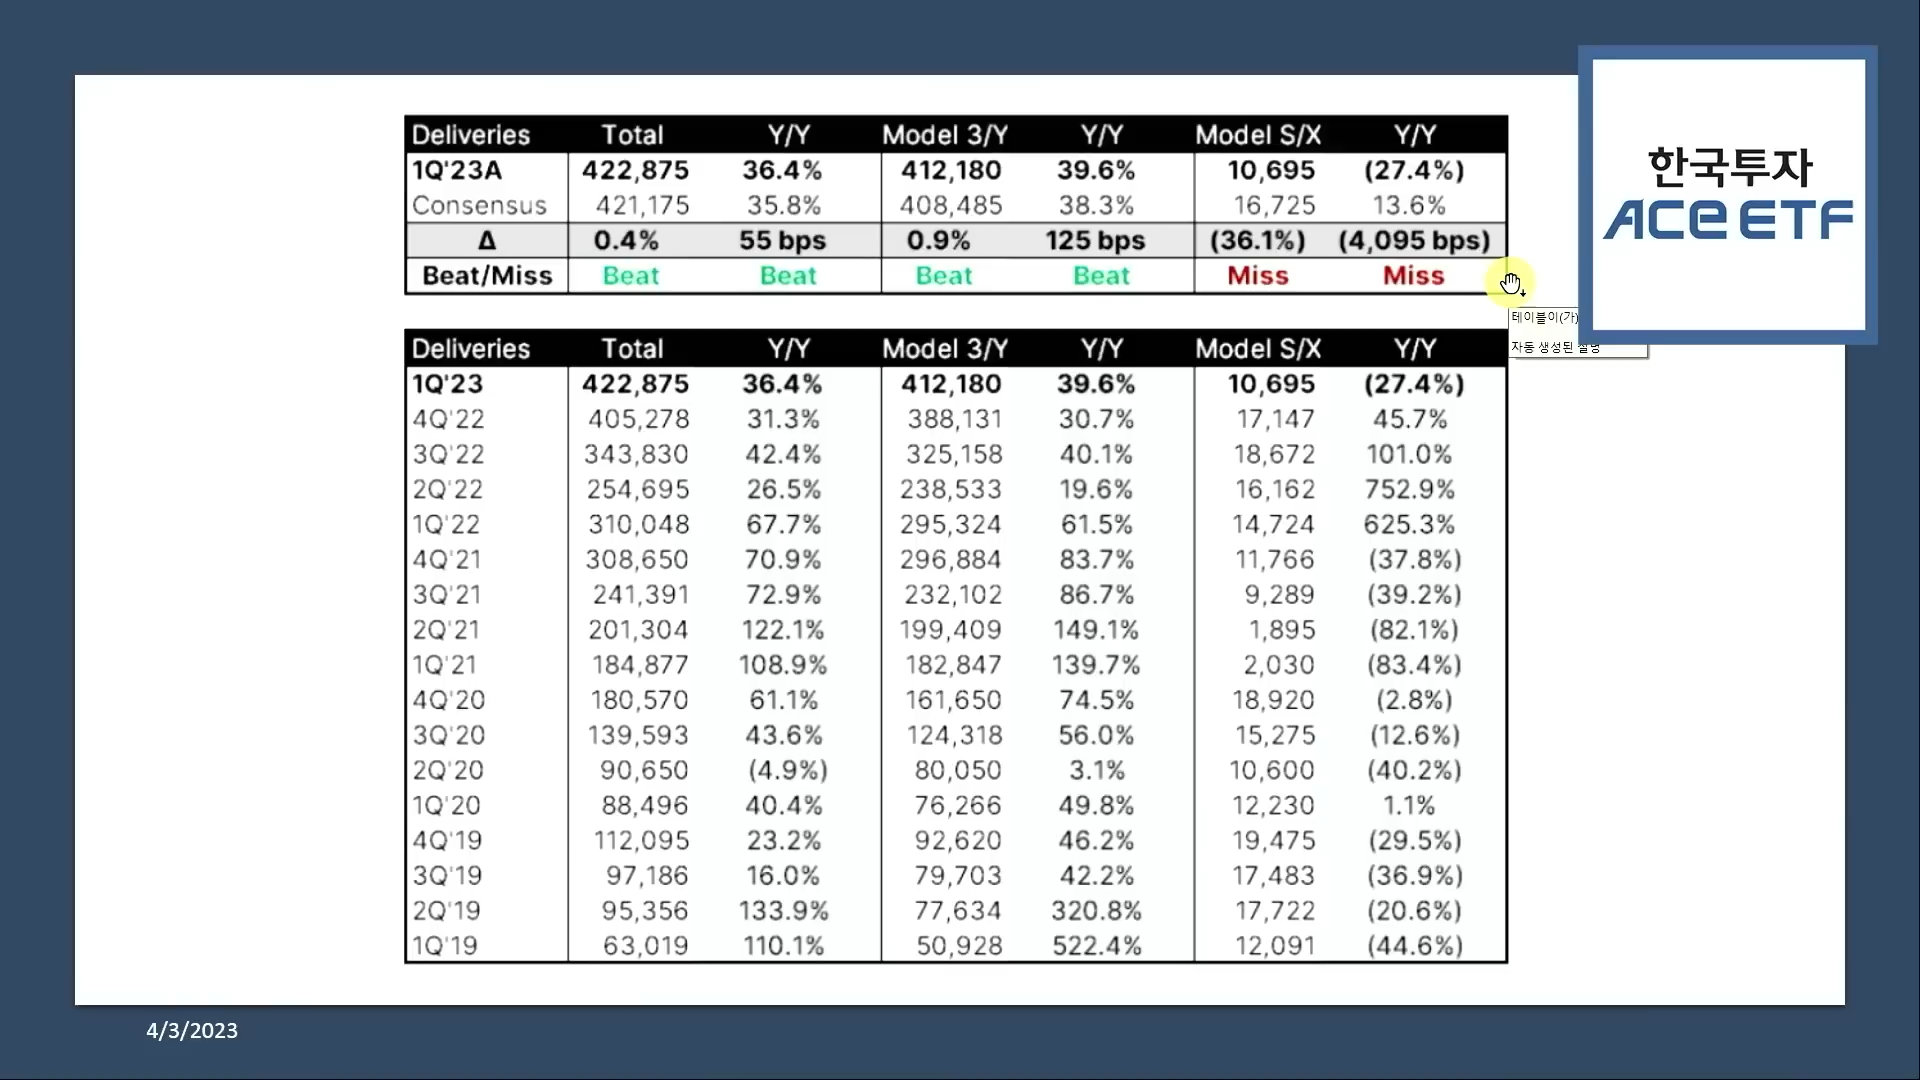 Deliveries Total Y/Y Model 3/Y Y/Y Model S/X Y/Y
1Q'23A 422,875 36.4% 412,180 39.6% 10,695 (27.4%)
Consensus 421,175 35.8% 408,485 38.3% 16,725 13.6%
Δ 0.4% 55 bps 0.9% 125 bps (36.1%) (4,095 bps)
Beat/Miss Beat Beat Beat Beat Miss Miss
한국투자
ACE ETF
테이블이(가)
자동 생성된 설명
Deliveries Total Y/Y Model 3/Y Y/Y Model S/X Y/Y
1Q'23 422,875 36.4% 412,180 39.6% 10,695 (27.4%)
4Q'22 405,278 31.3% 388,131 30.7% 17,147 45.7%
3Q'22 343,830 42.4% 325,158 40.1% 18,672 101.0%
2Q'22 254,695 26.5% 238,533 19.6% 16,162 752.9%
1Q'22 310,048 67.7% 295,324 61.5% 14,724 625.3%
4Q'21 308,650 70.9% 296,884 83.7% 11,766 (37.8%)
3Q'21 241,391 72.9% 232,102 86.7% 9,289 (39.2%)
2Q'21 201,304 122.1% 199,409 149.1% 1,895 (82.1%)
1Q'21 184,877 108.9% 182,847 139.7% 2,030 (83.4%)
4Q'20 180,570 61.1% 161,650 74.5% 18,920 (2.8%)
3Q'20 139,593 43.6% 124,318 56.0% 15,275 (12.6%)
2Q'20 90,650 (4.9%) 80,050 3.1% 10,600 (40.2%)
1Q'20 88,496 40.4% 76,266 49.8% 12,230 1.1%
4Q'19 112,095 23.2% 92,620 46.2% 19,475 (29.5%)
3Q'19 97,186 16.0% 79,703 42.2% 17,483 (36.9%)
2Q'19 95,356 133.9% 77,634 320.8% 17,722 (20.6%)
1Q'19 63,019 110.1% 50,928 522.4% 12,091 (44.6%)
4/3/2023